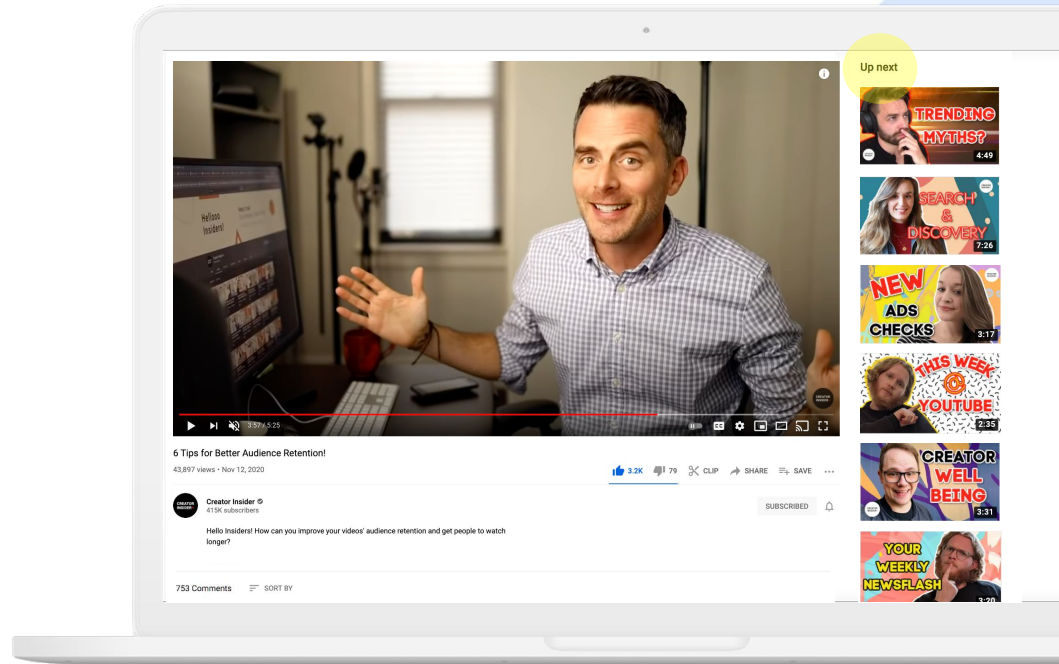 Hellooo
Insiders!
CREATOR
INSIDER
3:57 / 5:25
CC
6 Tips for Better Audience Retention!
43,897 views • Nov 12, 2020
3.2K
79
CLIP
SHARE
SAVE
CREATOR
INSIDER
Creator Insider
415K subscribers
SUBSCRIBED
Hello Insiders! How can you improve your videos' audience retention and get people to watch
longer?
753 Comments
SORT BY
Up next
TRENDING
MYTHS?
4:49
SEARCH
&
DISCOVERY
7:26
NEW
ADS
CHECKS
3:17
THIS WEEK
@
YOUTUBE
2:35
CREATOR
WELL
BEING
3:31
YOUR
WEEKLY
NEWSFLASH
3:20